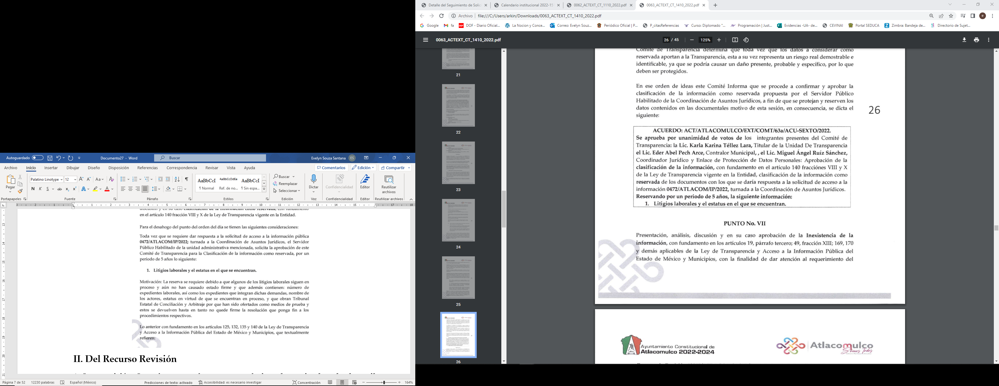 Autoguardado
Documento27 - Word
Buscar
Evelyn Souza Santana
ES
Archivo
Inicio
Insertar
Dibujar
Diseño
Disposición
Referencias
Correspondencia
Revisar
Vista
Ayuda
Comentarios
Edición
Compartir
Pegar
Palatino Linotype
12
AaBbCcI
AaBbCcDdEe
AaBbCcI
¶ Normal
Ref. de no...
¶ Sin espa...
Buscar
Reemplazar
Seleccionar
Dictar
Confidencialidad
Editor
Reutilizar
archivos
Portapapeles
Fuente
Párrafo
Estilos
Edición
Voz
Confidencialidad
Editor
Reutilizar archivos
en el artículo 140 fracción VIII y X de la Ley de Transparencia vigente en la Entidad.
Para el desahogo del punto del orden del día se tienen las siguientes consideraciones:
Toda vez que se requiere dar respuesta a la solicitud de acceso a la información pública
0472/ATLACOM/IP/2022; turnada a la Coordinación de Asuntos Jurídicos, el Servidor
Público Habilitado de la unidad administrativa mencionada, solicita la aprobación de este
Comité de Transparencia para la Clasificación de la información como reservada, por un
periodo de 5 años lo siguiente:
1. Litigios laborales y el estatus en el que se encuentran.
Motivación: La reserva se requiere debido a que algunos de los litigios laborales siguen en
proceso y aún no han causado estado firme y que además contienen: número de
expedientes laborales, así como los expedientes que integran dichas demandas, nombre de
los actores, estatus en virtud de que se encuentran en proceso, y que obran Tribunal
Estatal de Conciliación y Arbitraje por que han sido ofertados como medios de prueba y
estos se devuelven hasta en tanto no quede firme la resolución que ponga fin a los
procedimientos respectivos.
Lo anterior con fundamento en los artículos 125, 132, 135 y 140 de la Ley de Transparencia
y Acceso a la Información Pública del Estado de México y Municipios, que textualmente
refieren:
II. Del Recurso Revisión
Página 7 de 52
12230 palabras
Español (México)
Predicciones de texto: activado
Accesibilidad: es necesario investigar
Concentración
164%
Detalle del Seguimiento de Solic
Calendario institucional 2022-15
0062_ACTEXT_CT_1110_2022.pdf
0063_ACTEXT_CT_1410_2022.pdf
Archivo
file:///C:/Users/arkin/Downloads/0063_ACTEXT_CT_1410_2022.pdf
Google
fa
DOF - Diario Oficial...
La Nocion y Conce...
Correo: Evelyn Souz...
Periódico Oficial | P...
P_citasReferencias
Curso: Diplomado "...
Programación | Just...
Evidencias -UA- de...
CEVINAI
Portal SEDUCA
Zimbra: Bandeja de...
Directorio de Sujet...
0063_ACTEXT_CT_1410_2022.pdf
26 / 45
125%
21
22
23
24
25
26
Comité de Transparencia determina que toda vez que los datos a considerar como
reservada aportan a la Transparencia, esta a su vez representa un riesgo real demostrable e
identificable, ya que se podría causar un daño presente, probable y específico, por lo que
deben ser protegidos.
En ese orden de ideas este Comité Informa que se procede a confirmar y aprobar la
clasificación de la información como reservada propuesta por el Servidor Público
Habilitado de la Coordinación de Asuntos Jurídicos, a fin de que se protejan y reserven los
datos contenidos en las documentales motivo de esta sesión, en consecuencia, se dicta el
siguiente:
26
ACUERDO: ACT/ATLACOMULCO/EXT/COMT/63a/ACU-SEXTO/2022.
Se aprueba por unanimidad de votos de los integrantes presentes del Comité de
Transparencia: la Lic. Karla Karina Téllez Lara, Titular de la Unidad De Transparencia
el Lic. Eder Abel Pech Arce, Contralor Municipal, , el Lic. Miguel Ángel Ruíz Sánchez,
Coordinador Jurídico y Enlace de Protección de Datos Personales: Aprobación de la
clasificación de la información, con fundamento en el artículo 140 fracciónes VIII y X
de la Ley de Transparencia vigente en la Entidad, clasificación de la información como
reservada de los documentos con los que se daría respuesta a la solicitud de acceso a la
información 0472/ATLACOM/IP/2022, turnada a la Coordinación de Asuntos Jurídicos.
Reservando por un periodo de 5 años, la siguiente información:
1. Litigios laborales y el estatus en el que se encuentran.
PUNTO No. VII
Presentación, análisis, discusión y en su caso aprobación de la Inexistencia de la
información, con fundamento en los artículos 19, párrafo tercero; 49, fracción XIII; 169, 170
y demás aplicables de la Ley de Transparencia y Acceso a la Información Pública del
Estado de México y Municipios, con la finalidad de dar atención al requerimiento del
Ayuntamiento Constitucional de
Atlacomulco 2022-2024
Atlacomulco
Somos Todos